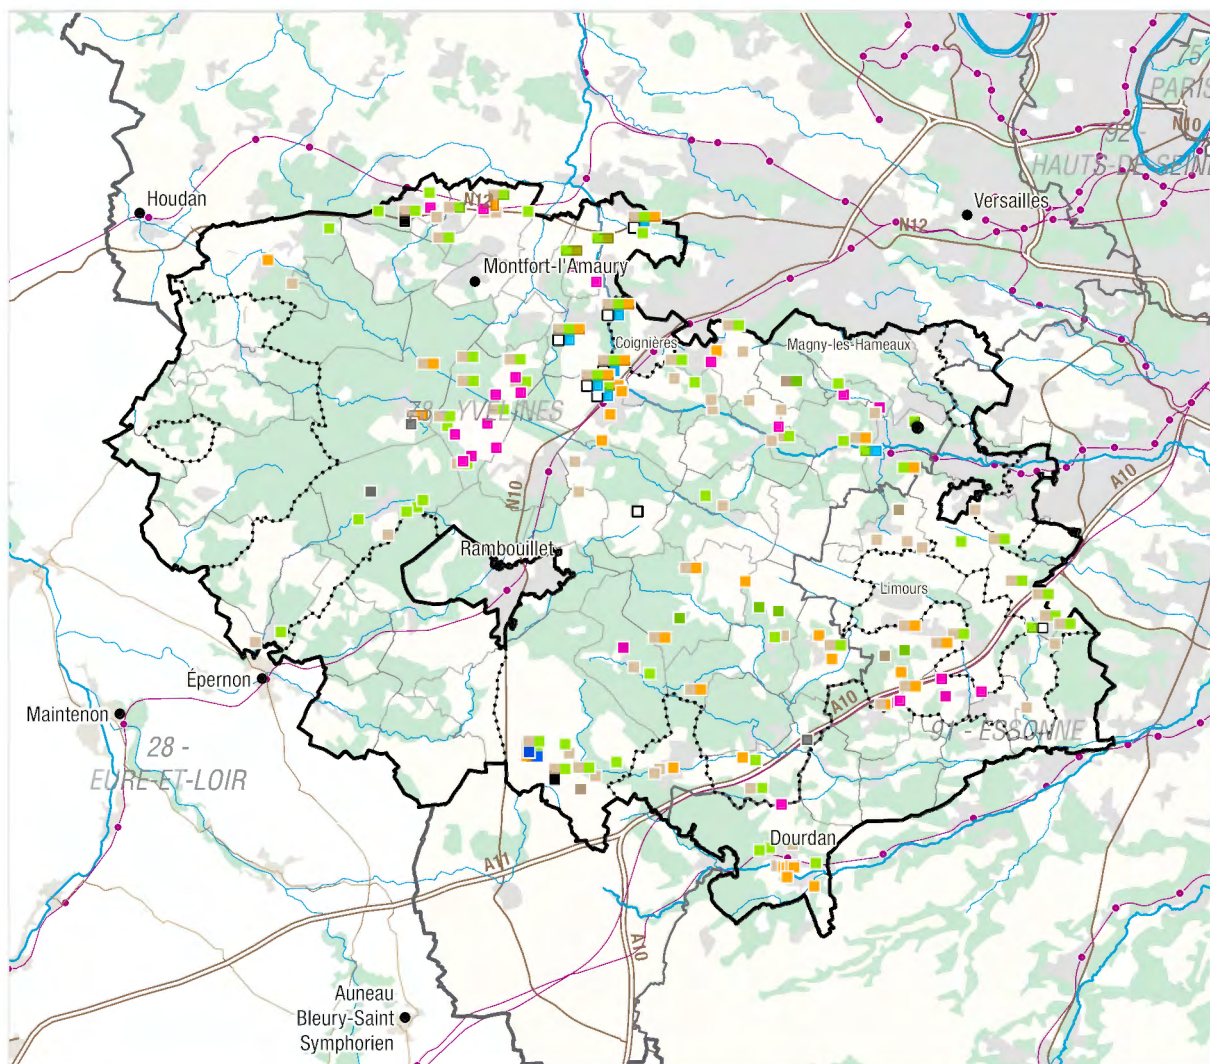 75 -
PARIS
N10
92 -
HAUTS-DE-SEINE
Houdan
N12
Versailles
N12
Montfort-l'Amaury
Coignières
Magny-les-Hameaux
78 - YVELINES
A10
N10
Rambouillet
Limours
Épernon
Maintenon
A10
28 -
EURE-ET-LOIR
91 - ESSONNE
Dourdan
A11
A10
Auneau
Bleury-Saint
Symphorien